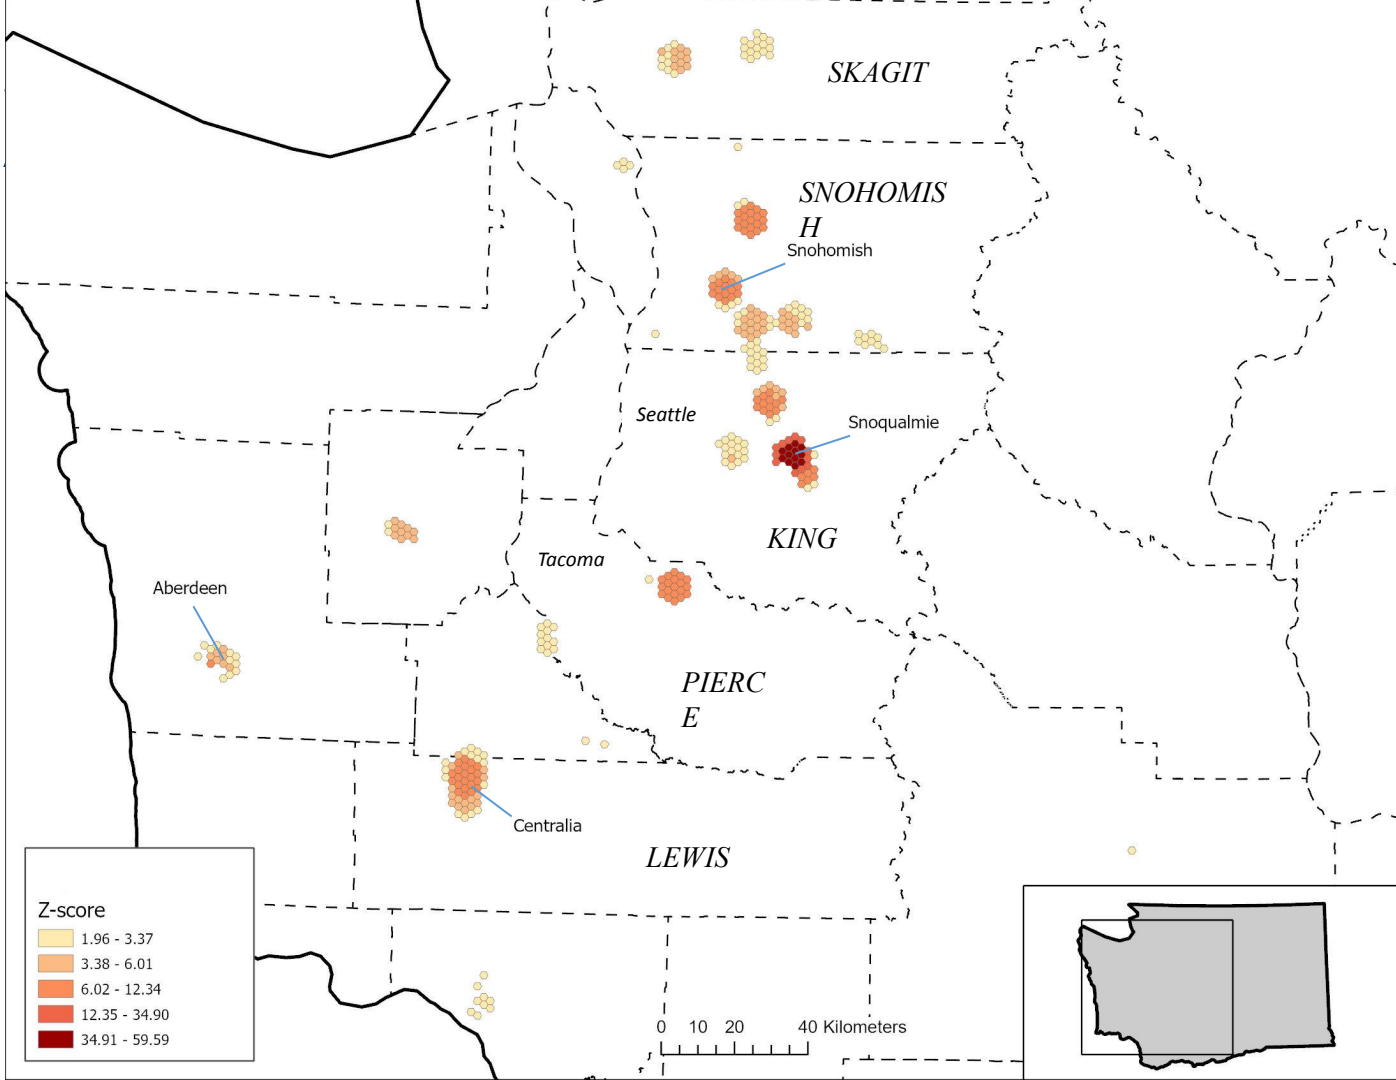 SKAGIT
SNOHOMIS
H
Snohomish
Seattle
Snoqualmie
KING
Tacoma
Aberdeen
PIERC
E
Centralia
LEWIS
Z-score
1.96 - 3.37
3.38 - 6.01
6.02 - 12.34
12.35 - 34.90
34.91 - 59.59
0 10 20 40 Kilometers